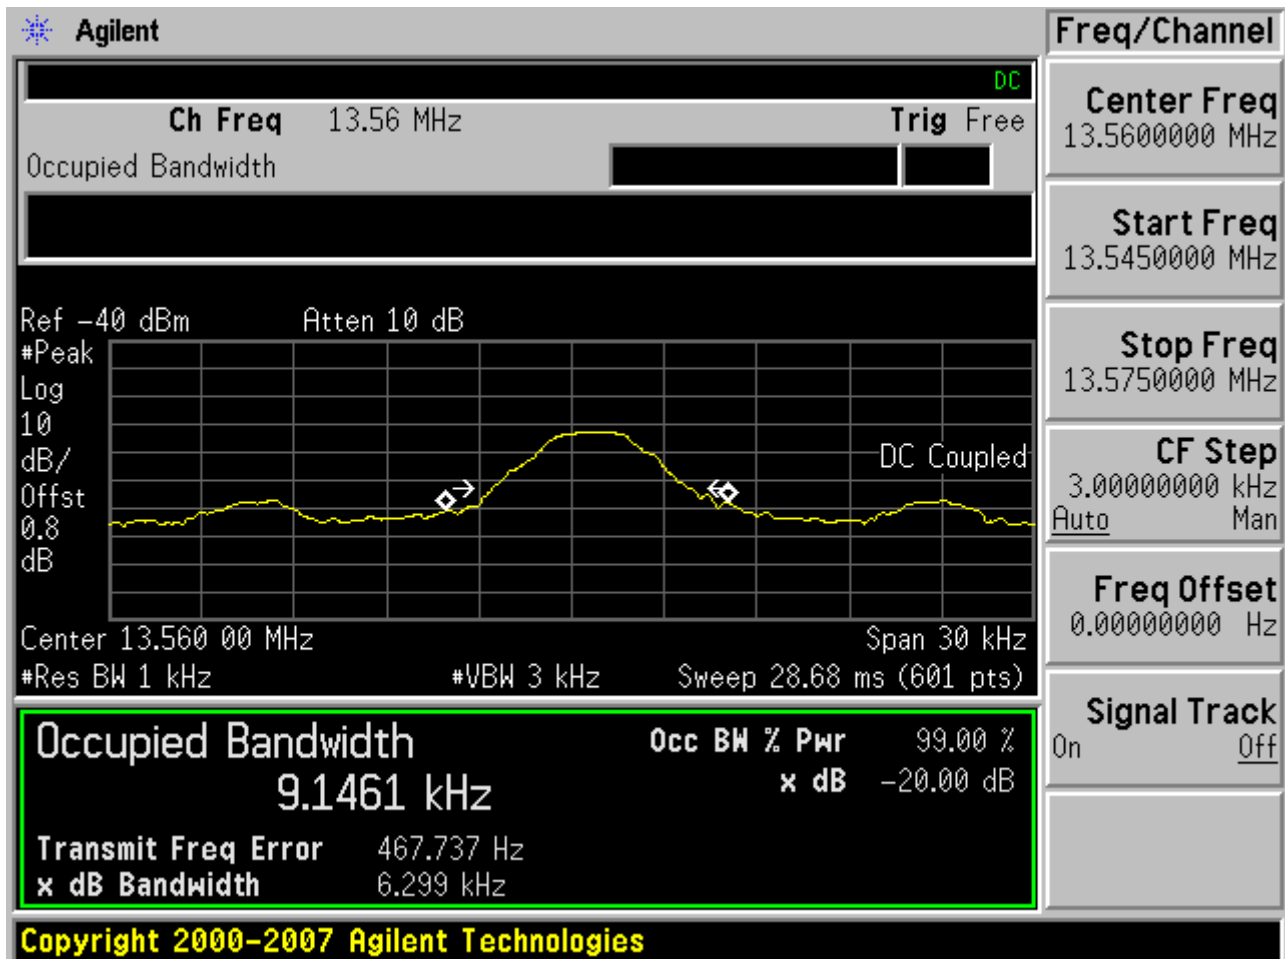 Agilent
Freq/Channel
DC
Ch Freq 13.56 MHz Trig Free
Occupied Bandwidth
Center Freq
13.5600000 MHz
Start Freq
13.5450000 MHz
Stop Freq
13.5750000 MHz
CF Step
3.00000000 kHz
Auto Man
Freq Offset
0.00000000 Hz
Signal Track
On Off
Ref -40 dBm Atten 10 dB
#Peak
Log
10
dB/
Offst
0.8
dB
DC Coupled
Center 13.560 00 MHz Span 30 kHz
#Res BW 1 kHz #VBW 3 kHz Sweep 28.68 ms (601 pts)
Occupied Bandwidth
9.1461 kHz
Occ BW % Pwr 99.00 %
x dB -20.00 dB
Transmit Freq Error 467.737 Hz
x dB Bandwidth 6.299 kHz
Copyright 2000-2007 Agilent Technologies